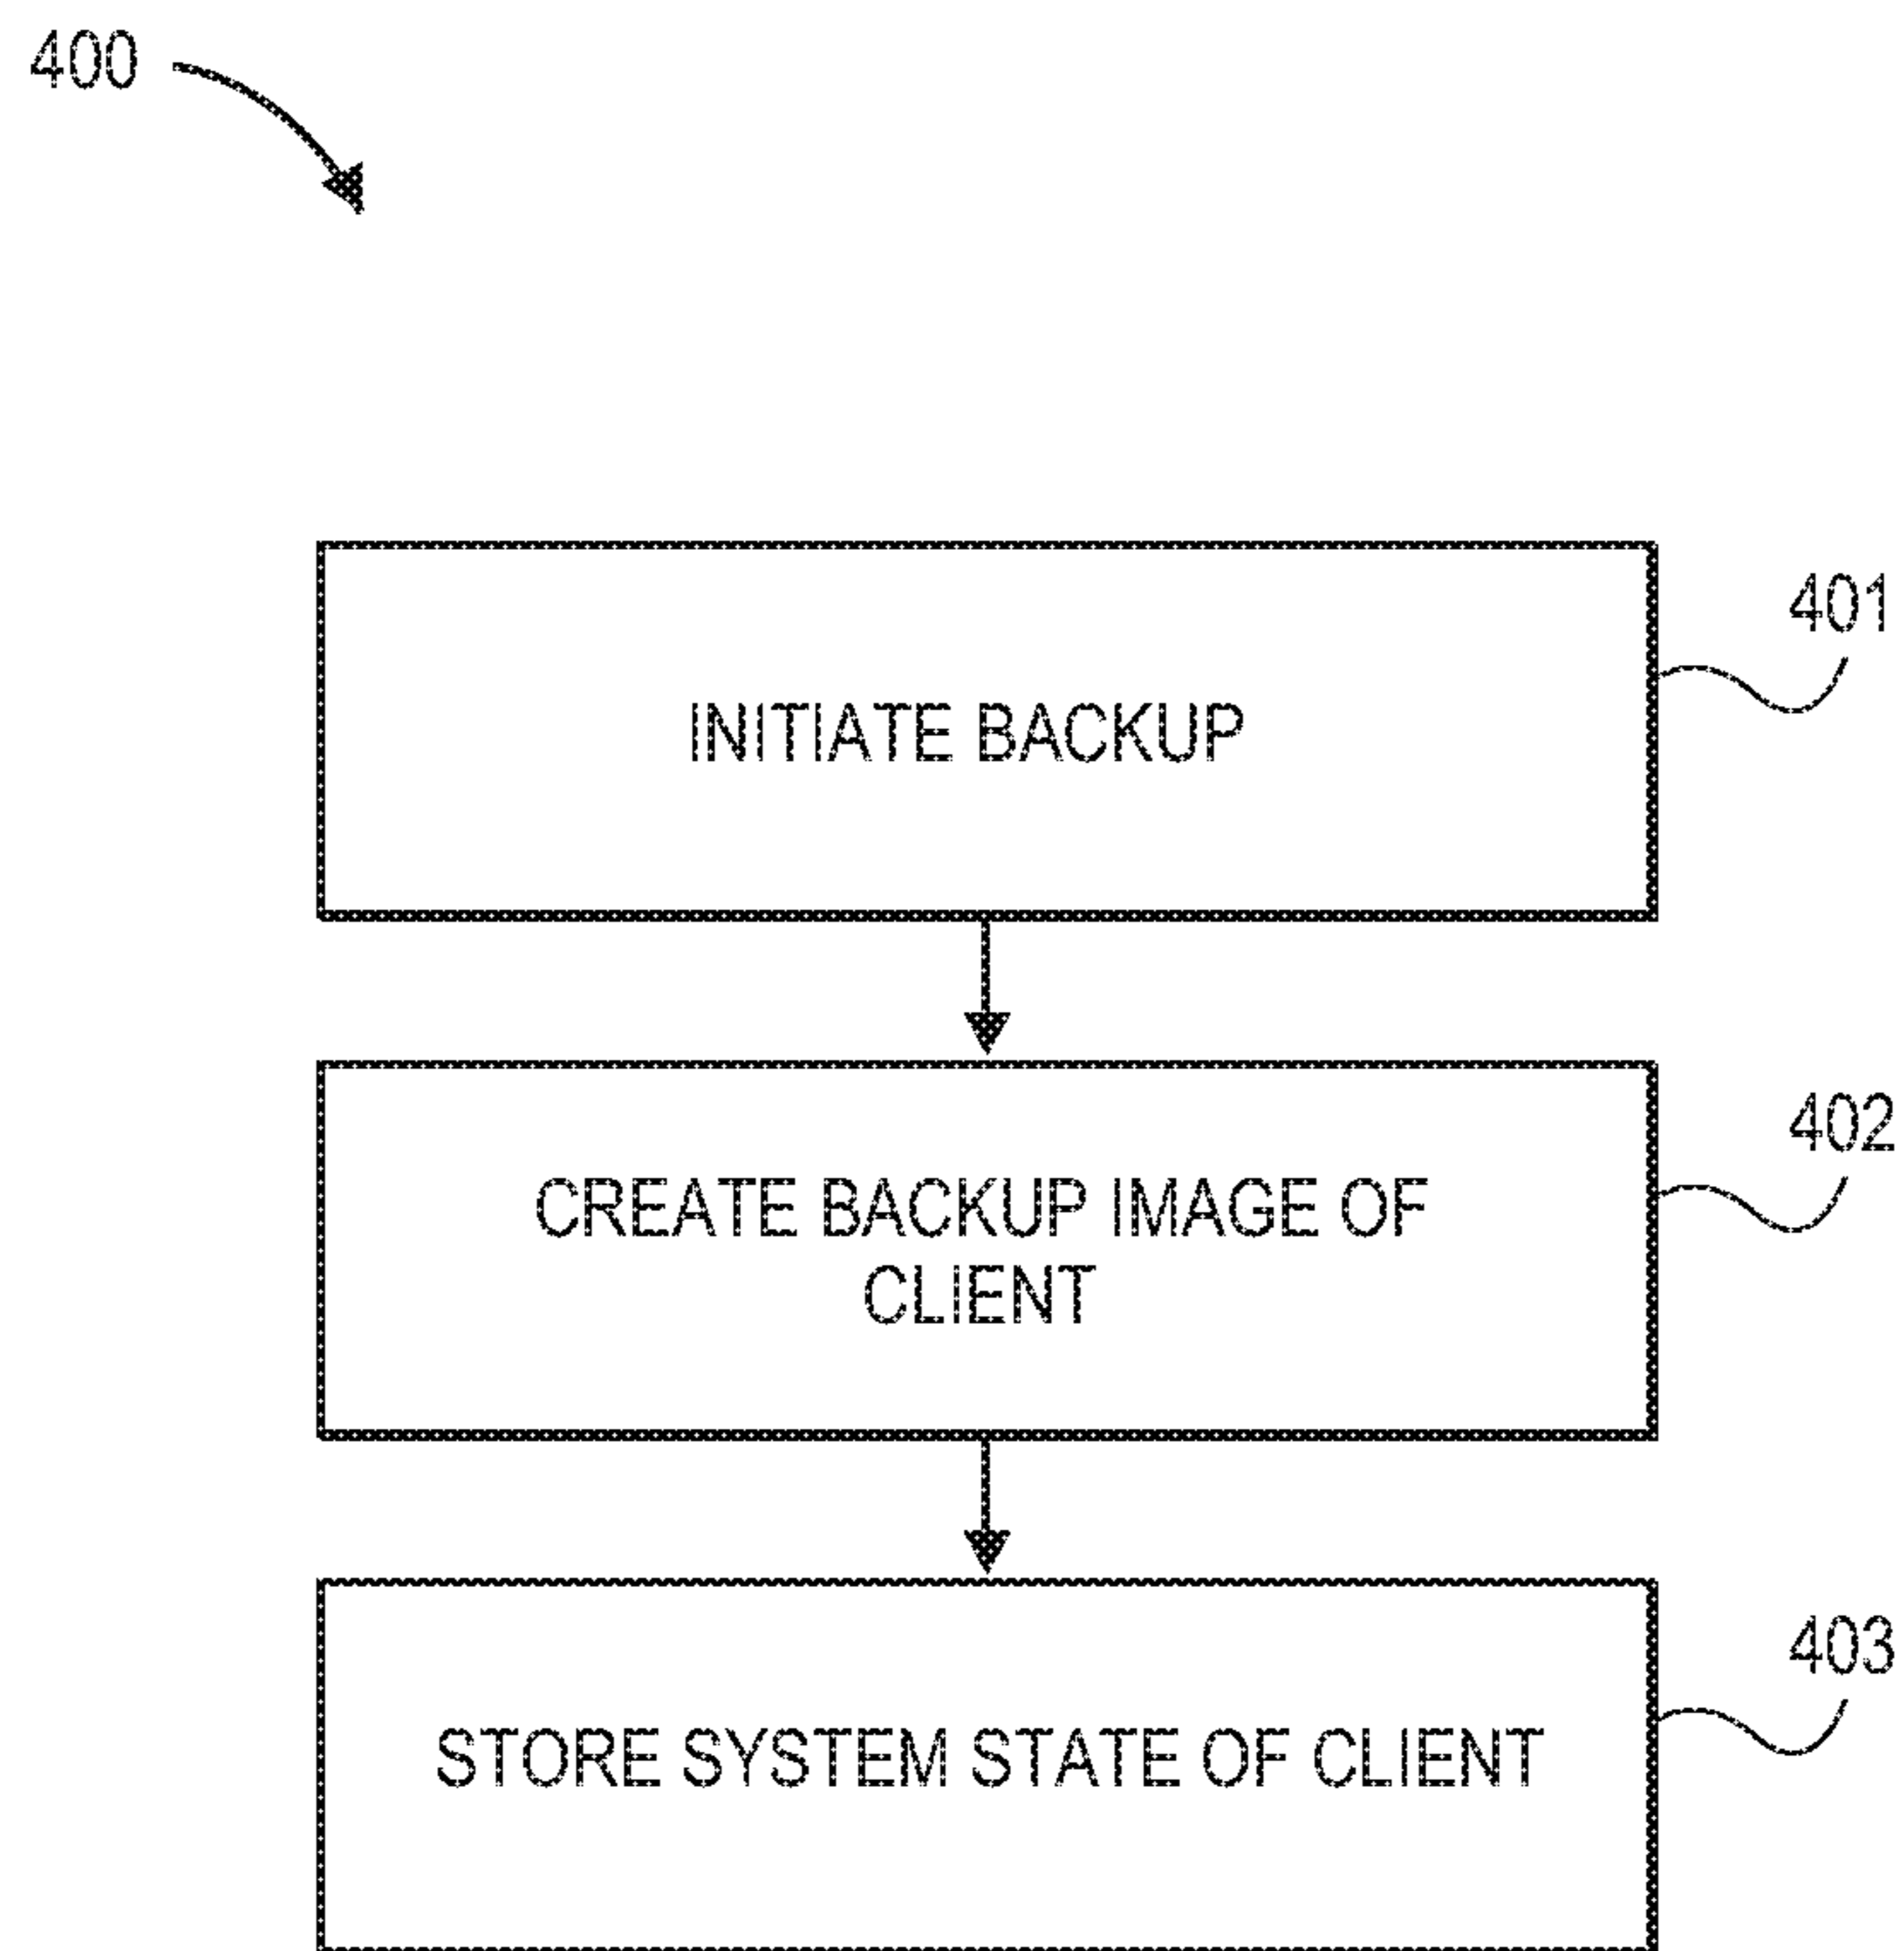 400
401
INITIATE BACKUP
402
CREATE BACKUP IMAGE OF
CLIENT
403
STORE SYSTEM STATE OF CLIENT